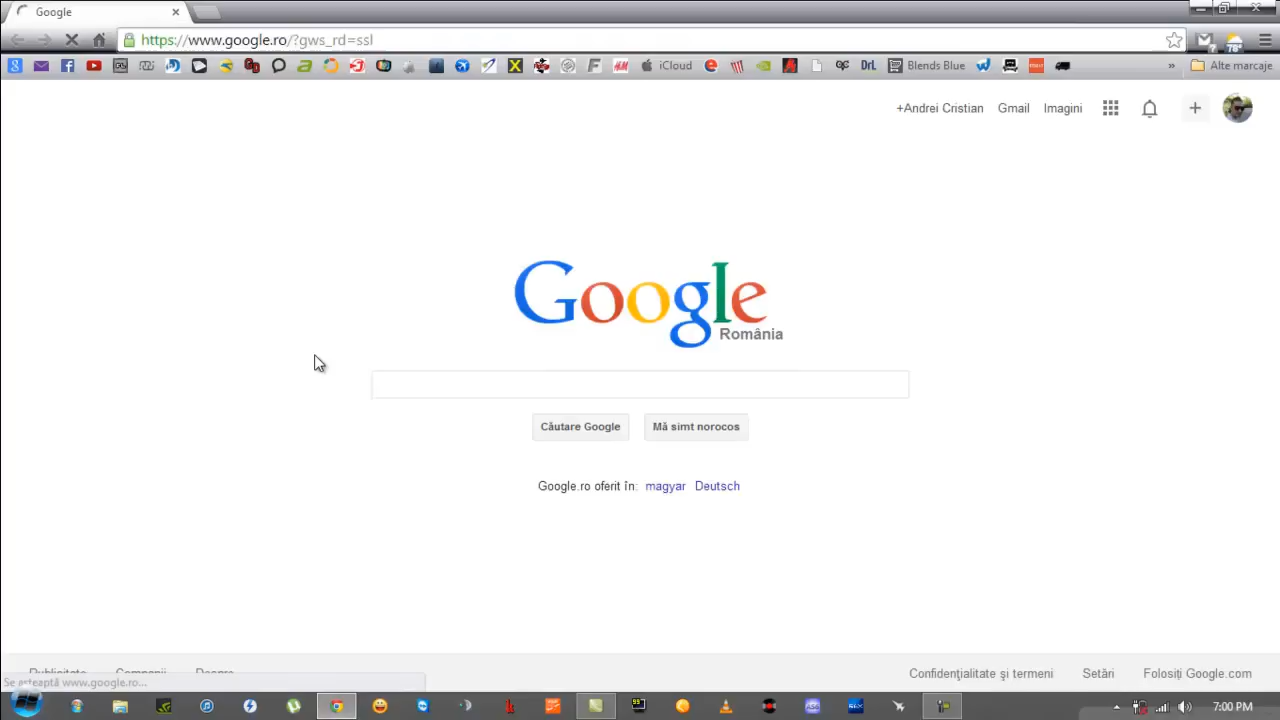 Google
https://www.google.ro/?gws_rd=ssl
iCloud
Blends Blue
Alte marcaje
+Andrei Cristian Gmail Imagini
Google
România
Căutare Google Mă simt norocos
Google.ro oferit în: magyar Deutsch
Publicitate Companii Despre Confidențialitate și termeni Setări Folosiți Google.com
Se așteaptă www.google.ro...
7:00 PM